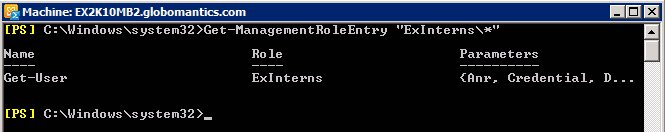 Machine: EX2K10MB2.globomantics.com
[PS] C:\Windows\system32>Get-ManagementRoleEntry "ExInterns\*"
Name Role Parameters
---- ---- ----------
Get-User ExInterns {Anr, Credential, D...
[PS] C:\Windows\system32>_